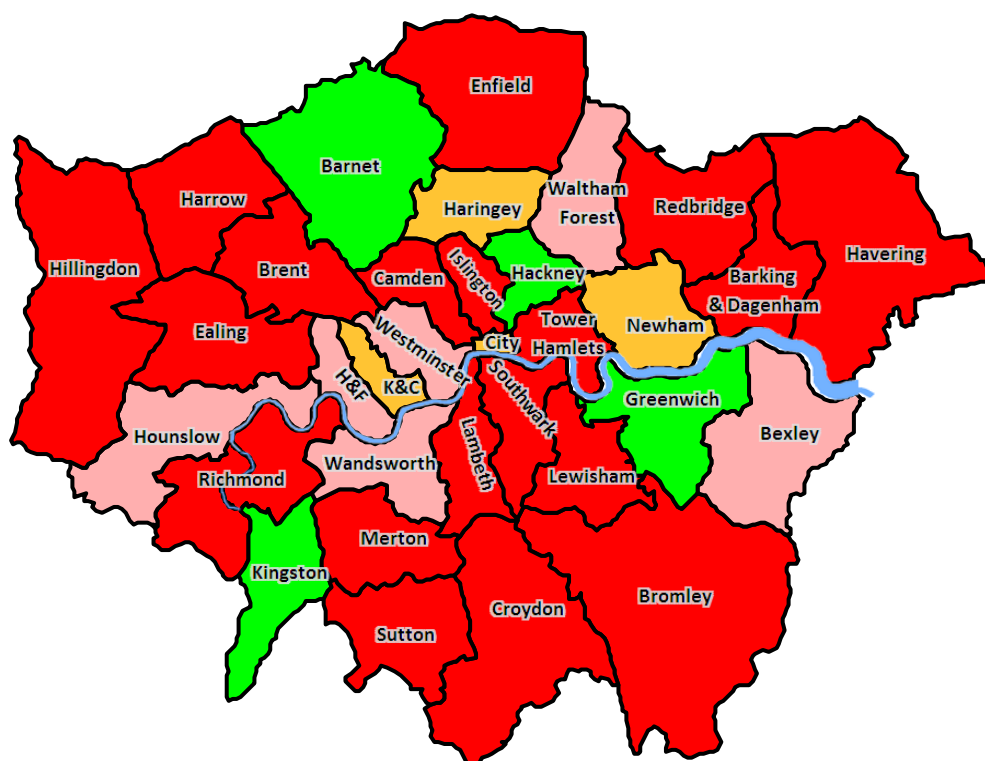 Enfield
Barnet
Waltham
Forest
Harrow
Haringey
Redbridge
Hillingdon
Brent
Camden
Islington
Hackney
Barking
& Dagenham
Havering
Ealing
Westminster
Tower
Hamlets
Newham
City
H&F
K&C
Southwark
Greenwich
Hounslow
Wandsworth
Lambeth
Bexley
Richmond
Lewisham
Merton
Kingston
Sutton
Croydon
Bromley